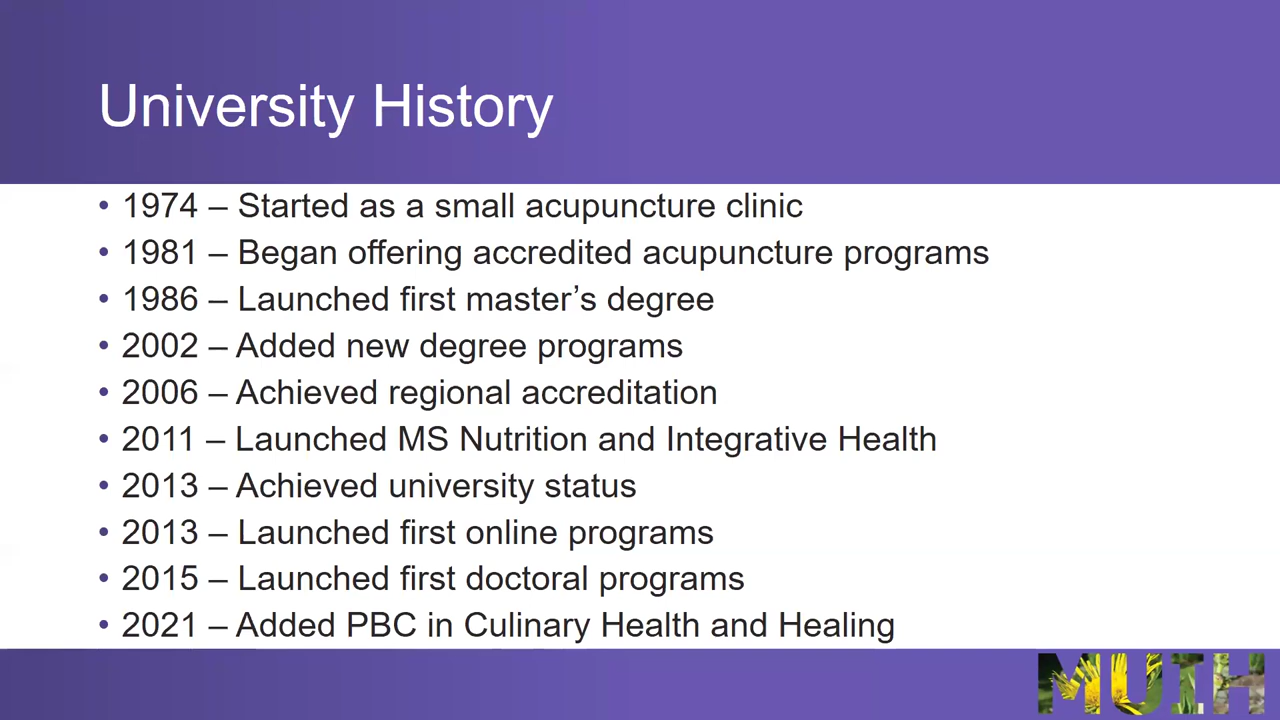 University History
• 1974 – Started as a small acupuncture clinic
• 1981 – Began offering accredited acupuncture programs
• 1986 – Launched first master’s degree
• 2002 – Added new degree programs
• 2006 – Achieved regional accreditation
• 2011 – Launched MS Nutrition and Integrative Health
• 2013 – Achieved university status
• 2013 – Launched first online programs
• 2015 – Launched first doctoral programs
• 2021 – Added PBC in Culinary Health and Healing
MUIH